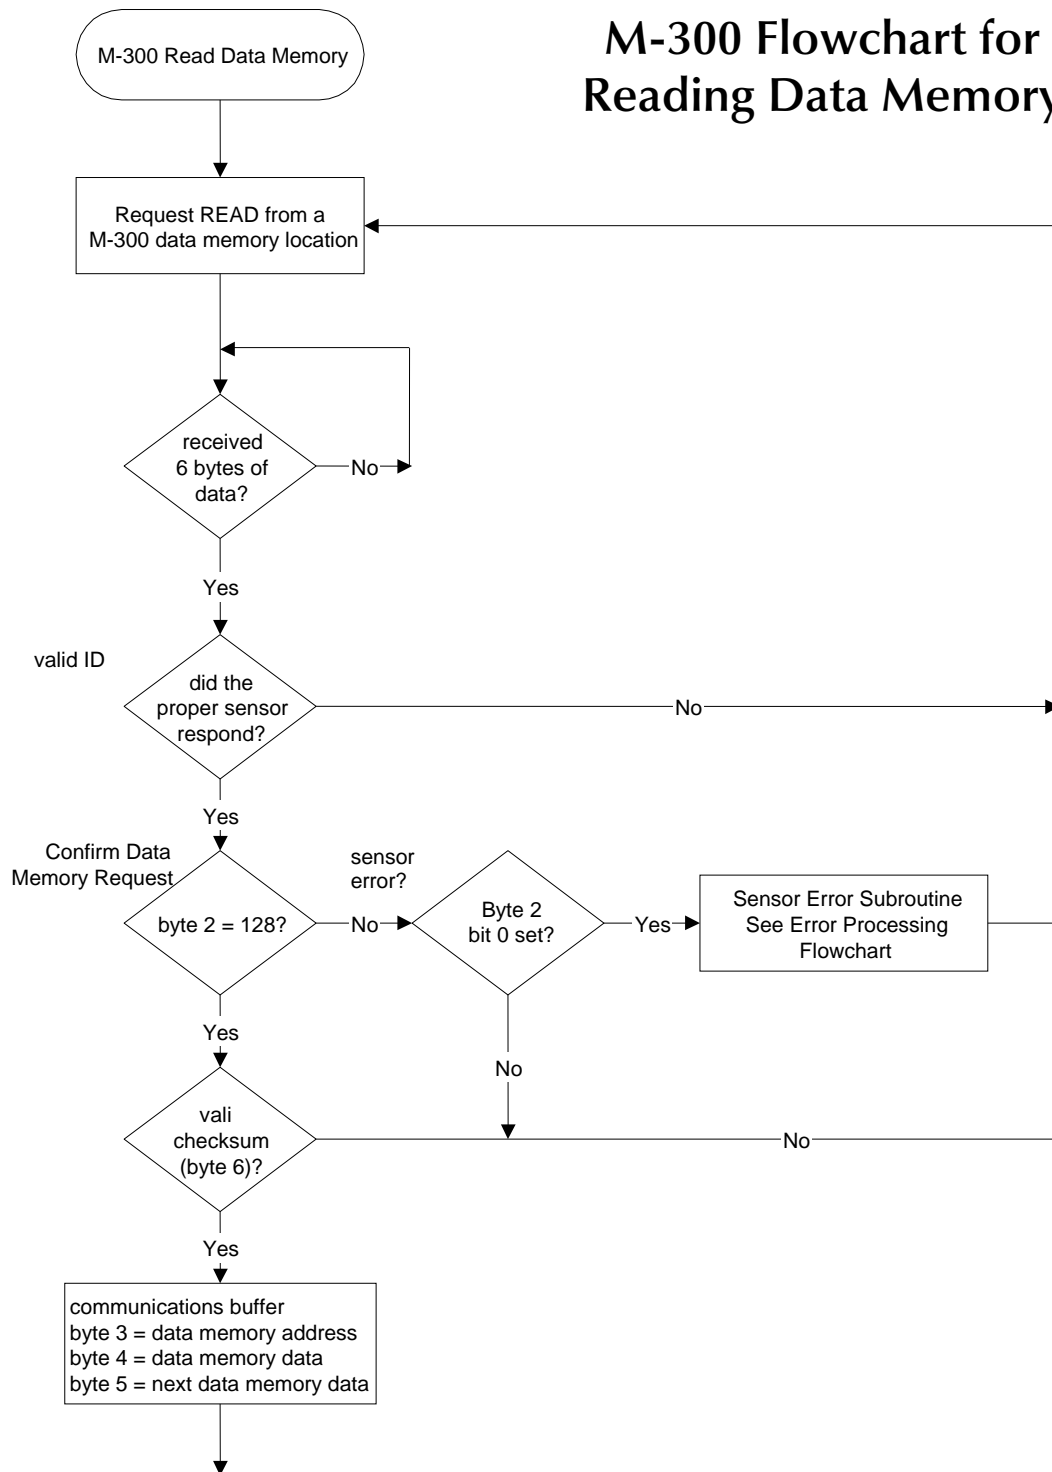 M-300 Flowchart for
Reading Data Memory
M-300 Read Data Memory
Request READ from a
M-300 data memory location
received
6 bytes of
data?
No
Yes
valid ID
did the
proper sensor
respond?
No
Yes
Confirm Data
Memory Request
byte 2 = 128?
No
sensor
error?
Byte 2
bit 0 set?
Yes
Sensor Error Subroutine
See Error Processing
Flowchart
Yes
No
vali
checksum
(byte 6)?
No
Yes
communications buffer
byte 3 = data memory address
byte 4 = data memory data
byte 5 = next data memory data